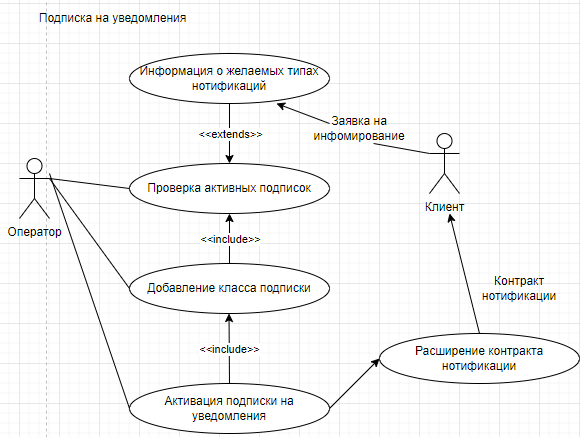 Подписка на уведомления
Информация о желаемых типах
нотификаций
Заявка на
инфомирование
<<extends>>
Проверка активных подписок
Оператор
Клиент
<<include>>
Добавление класса подписки
Контракт
нотификации
<<include>>
Расширение контракта
нотификации
Активация подписки на
уведомления